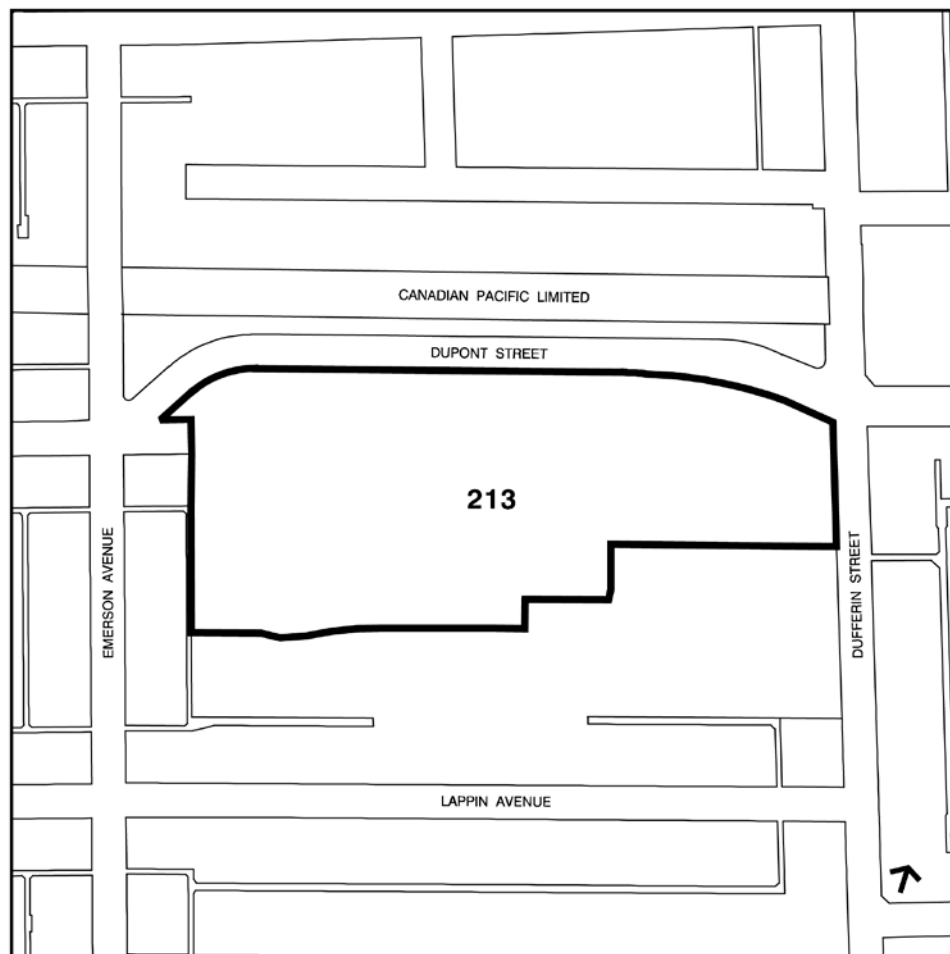 CANADIAN PACIFIC LIMITED
DUPONT STREET
213
EMERSON AVENUE
DUFFERIN STREET
LAPPIN AVENUE